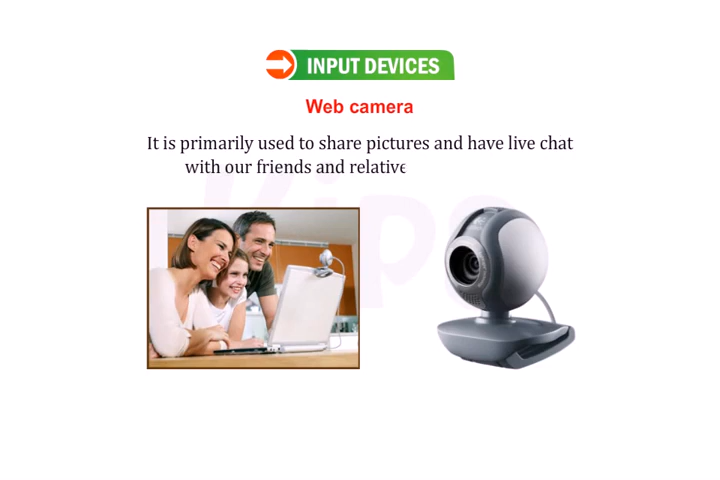 INPUT DEVICES
Web camera
It is primarily used to share pictures and have live chat
with our friends and relative
Kips